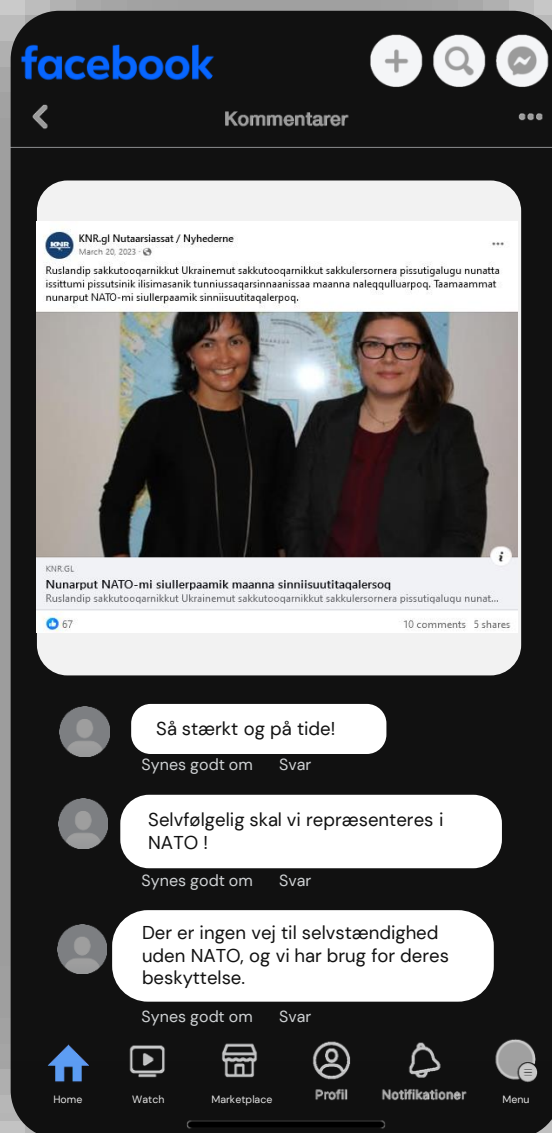 facebook
Kommentarer
KNR
KNR.gl Nutaarsiassat / Nyhederne
March 20, 2023 ·
Ruslandip sakkutooqarnikkut Ukrainemut sakkutooqarnikkut sakkulersornera pissutigalugu nunatta
issittumi pissutsinik ilisimasanik tunniussaqarsinnaanissaa maanna naleqqulluarpoq. Taamaammat
nunarput NATO-mi siullerpaamik sinniisuutitaqalerpoq.
KNR.GL
Nunarput NATO-mi siullerpaamik maanna sinniisuutitaqalersoq
Ruslandip sakkutooqarnikkut Ukrainemut sakkutooqarnikkut sakkulersornera pissutiqalugu nunat...
67
10 comments 5 shares
Så stærkt og på tide!
Synes godt om Svar
Selvfølgelig skal vi repræsenteres i
NATO !
Synes godt om Svar
Der er ingen vej til selvstændighed
uden NATO, og vi har brug for deres
beskyttelse.
Synes godt om Svar
Home Watch Marketplace Profil Notifikationer Menu